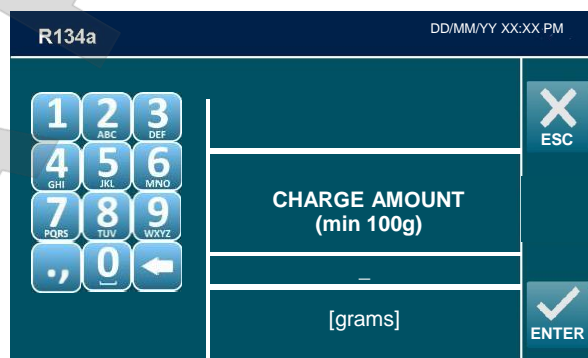 R134a
DD/MM/YY XX:XX PM
1 2 3
ABC DEF
ESC
4 5 6
GHI JKL MNO
CHARGE AMOUNT
(min 100g)
7 8 9
PQRS TUV WXYZ
., 0
_
[grams]
ENTER